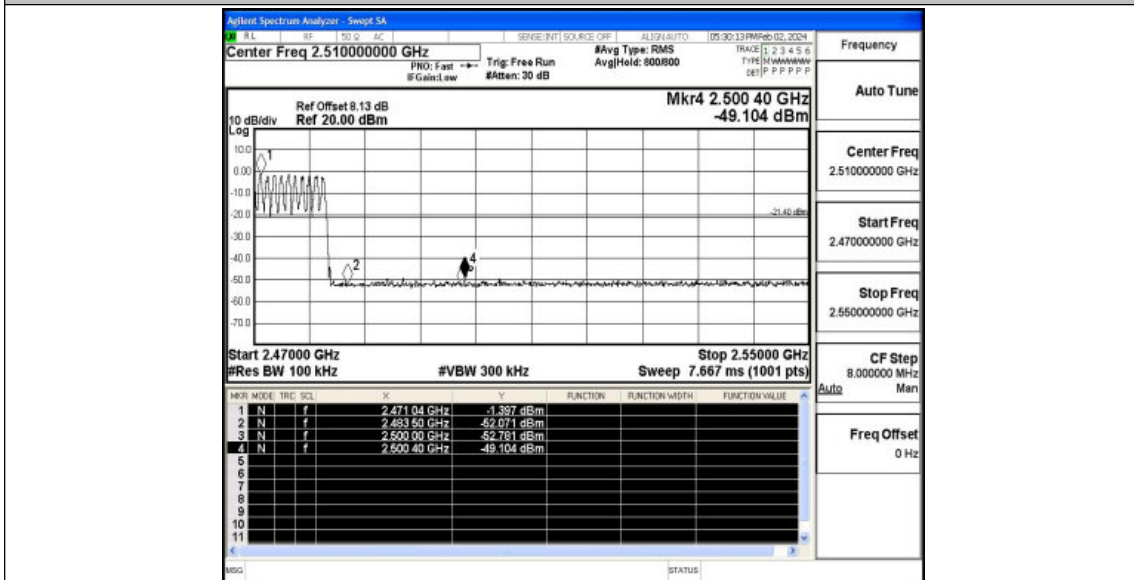 Agilent Spectrum Analyzer - Swept SA
RL RF 50 Ω AC SENSE:INT SOURCE OFF ALIGN AUTO 05:30:13 PM Feb 02, 2024
Center Freq 2.510000000 GHz #Avg Type: RMS TRACE 1 2 3 4 5 6
PNO: Fast Trig: Free Run Avg|Hold: 800/800 TYPE M WWWWW
IFGain:Low #Atten: 30 dB DET P P P P P P
Ref Offset 8.13 dB Mkr4 2.500 40 GHz
10 dB/div Ref 20.00 dBm -49.104 dBm
Log
10.0
1
0.00
-10.0
-20.0
-21.40 dBm
-30.0
-40.0
2
4
-50.0
-60.0
-70.0
Start 2.47000 GHz Stop 2.55000 GHz
#Res BW 100 kHz #VBW 300 kHz Sweep 7.667 ms (1001 pts)
MKR MODE TRC SCL X Y FUNCTION FUNCTION WIDTH FUNCTION VALUE
1 N f 2.471 04 GHz -1.397 dBm
2 N f 2.483 50 GHz -52.071 dBm
3 N f 2.500 00 GHz -52.781 dBm
4 N f 2.500 40 GHz -49.104 dBm
5
6
7
8
9
10
11
MSG STATUS
Frequency
Auto Tune
Center Freq
2.510000000 GHz
Start Freq
2.470000000 GHz
Stop Freq
2.550000000 GHz
CF Step
8.000000 MHz
Auto Man
Freq Offset
0 Hz